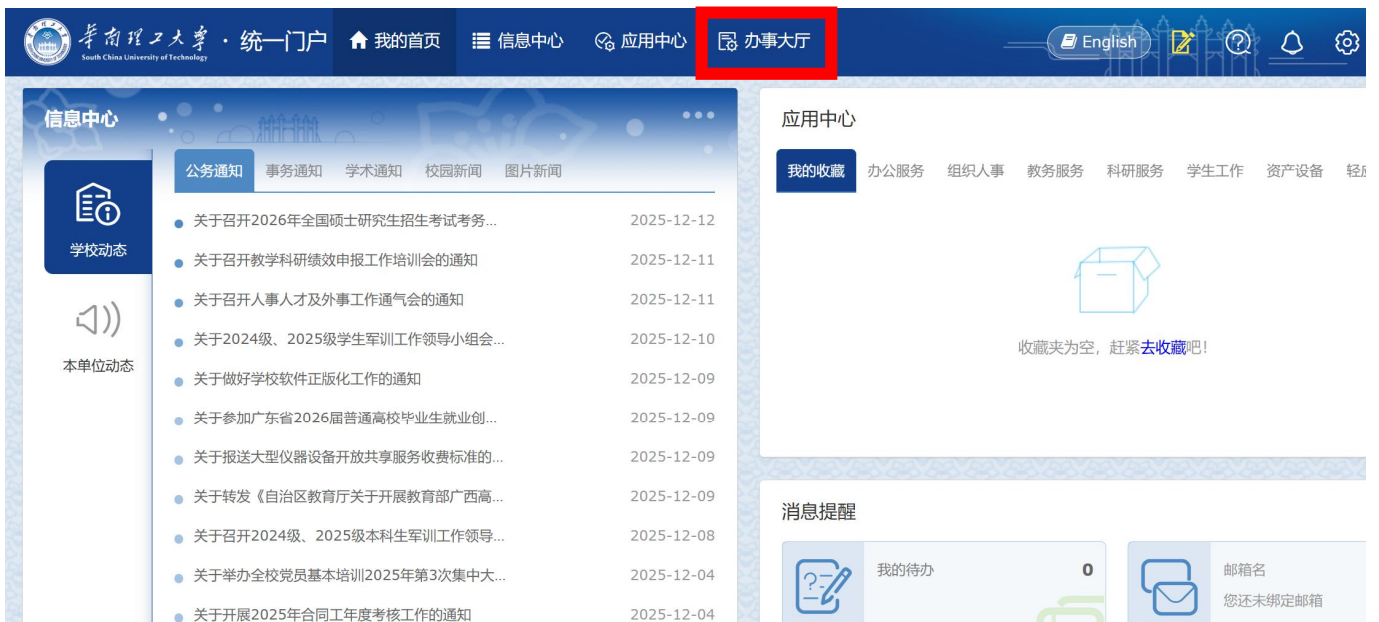 华南理工大学 · 统一门户
South China University of Technology
我的首页
信息中心
应用中心
办事大厅
English
信息中心
学校动态
本单位动态
公务通知 事务通知 学术通知 校园新闻 图片新闻
关于召开2026年全国硕士研究生招生考试考务... 2025-12-12
关于召开教学科研绩效申报工作培训会的通知 2025-12-11
关于召开人事人才及外事工作通气会的通知 2025-12-11
关于2024级、2025级学生军训工作领导小组会... 2025-12-10
关于做好学校软件正版化工作的通知 2025-12-09
关于参加广东省2026届普通高校毕业生就业创... 2025-12-09
关于报送大型仪器设备开放共享服务收费标准的... 2025-12-09
关于转发《自治区教育厅关于开展教育部广西高... 2025-12-09
关于召开2024级、2025级本科生军训工作领导... 2025-12-08
关于举办全校党员基本培训2025年第3次集中大... 2025-12-04
关于开展2025年合同工年度考核工作的通知 2025-12-04
应用中心
我的收藏 办公服务 组织人事 教务服务 科研服务 学生工作 资产设备 轻
收藏夹为空，赶紧去收藏吧!
消息提醒
我的待办 0
邮箱名
您还未绑定邮箱